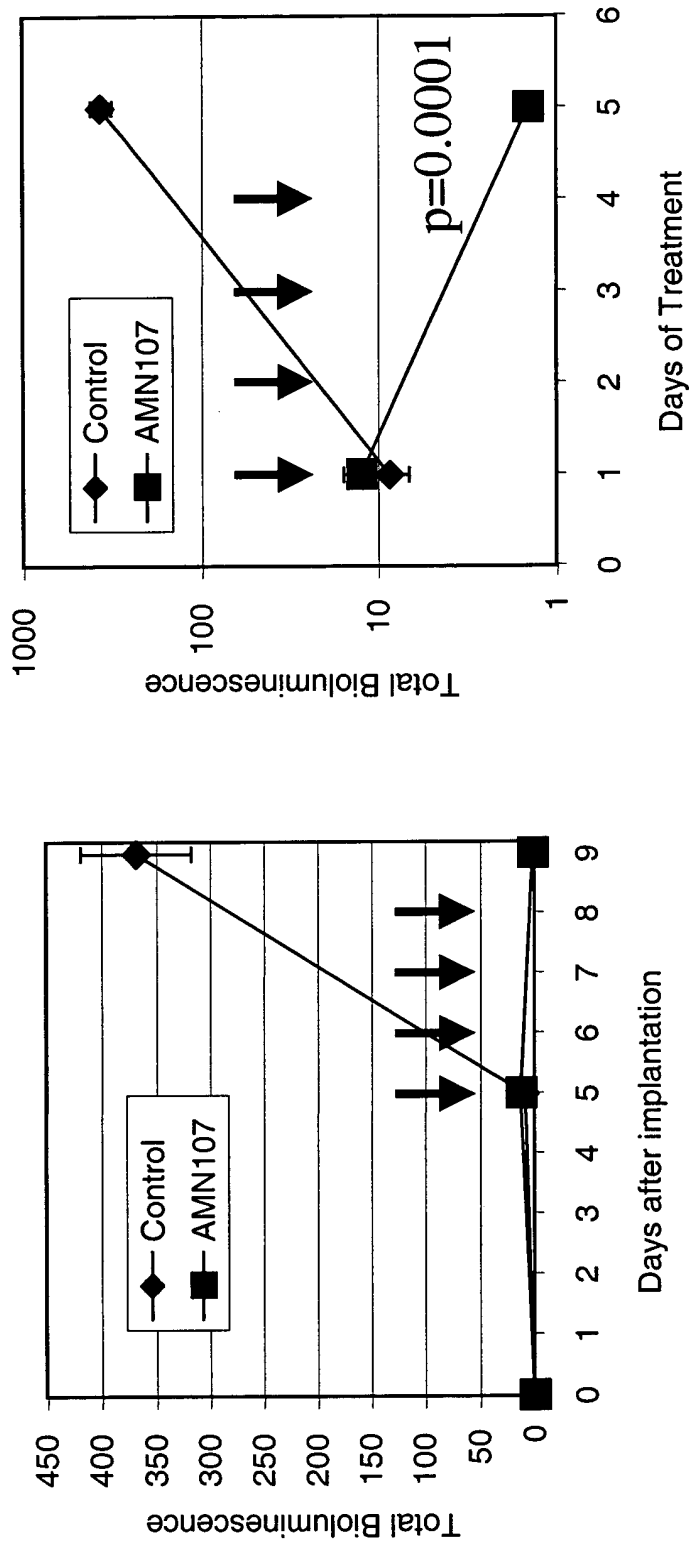 Total Bioluminescence
450
400
350
300
250
200
150
100
50
0
Control
AMN107
0 1 2 3 4 5 6 7 8 9
Days after implantation
Total Bioluminescence
1000
100
10
1
Control
AMN107
p=0.0001
0 1 2 3 4 5 6
Days of Treatment